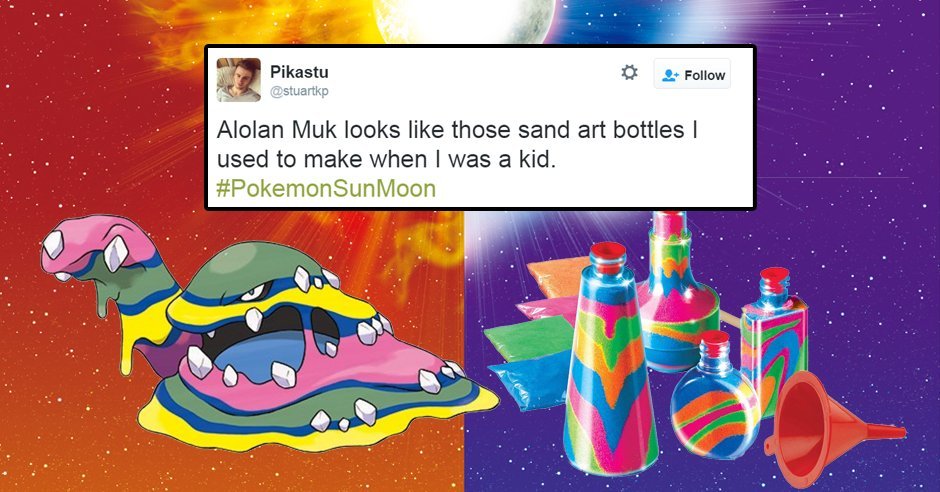 Pikastu
@stuartkp
Follow
Alolan Muk looks like those sand art bottles I
used to make when I was a kid.
#PokemonSunMoon